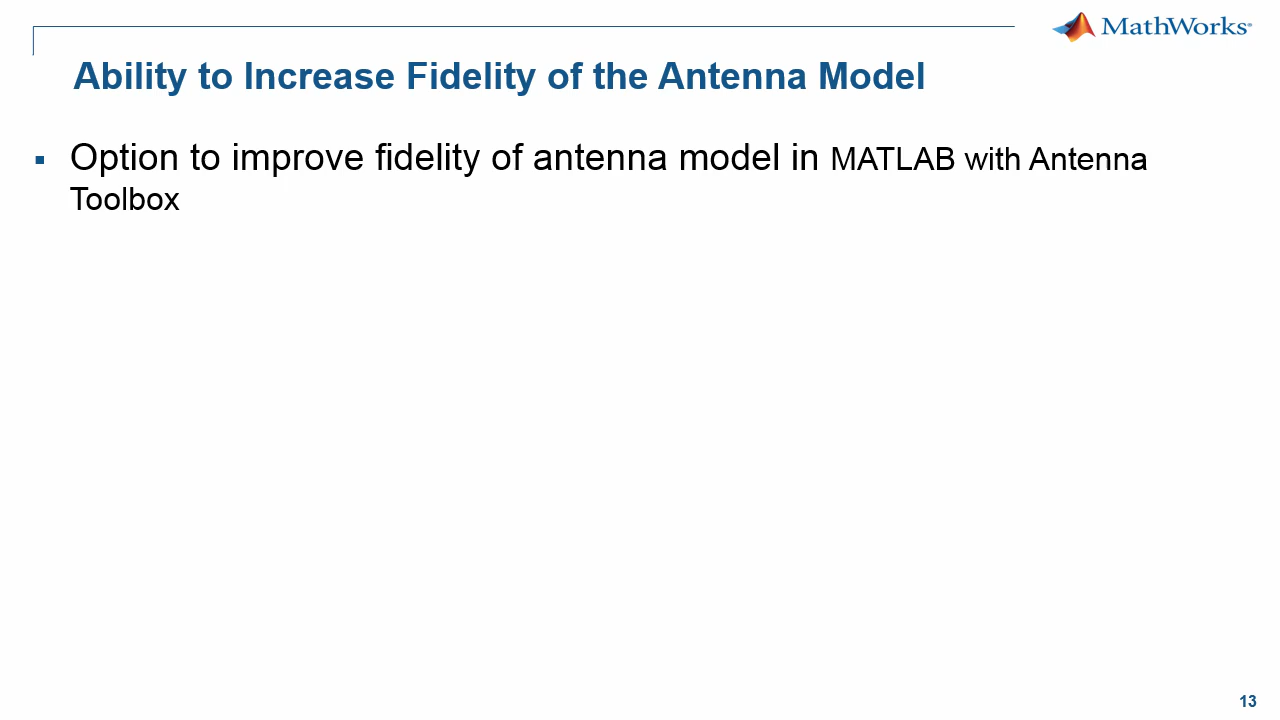 MathWorks®
Ability to Increase Fidelity of the Antenna Model
▪ Option to improve fidelity of antenna model in MATLAB with Antenna
Toolbox
13